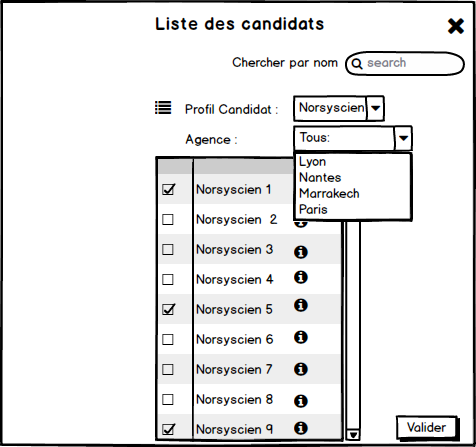 Liste des candidats
Chercher par nom search
Profil Candidat : Norsyscien
Agence : Tous:
Lyon
Nantes
Marrakech
Paris
Norsyscien 1
Norsyscien 2
Norsyscien 3
Norsyscien 4
Norsyscien 5
Norsyscien 6
Norsyscien 7
Norsyscien 8
Norsyscien 9
Valider